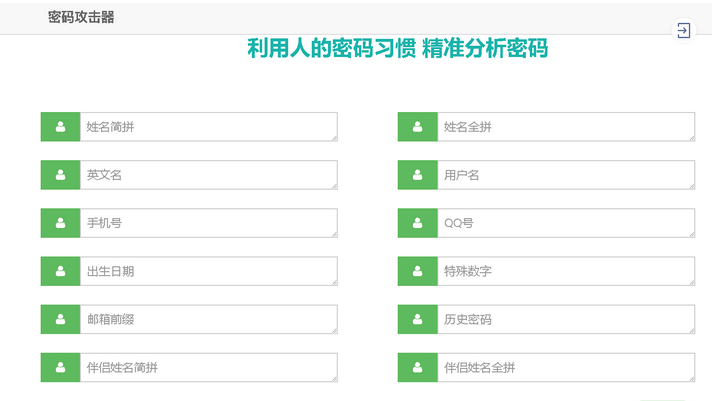 密码攻击器
利用人的密码习惯 精准分析密码
姓名简拼
姓名全拼
英文名
用户名
手机号
QQ号
出生日期
特殊数字
邮箱前缀
历史密码
伴侣姓名简拼
伴侣姓名全拼